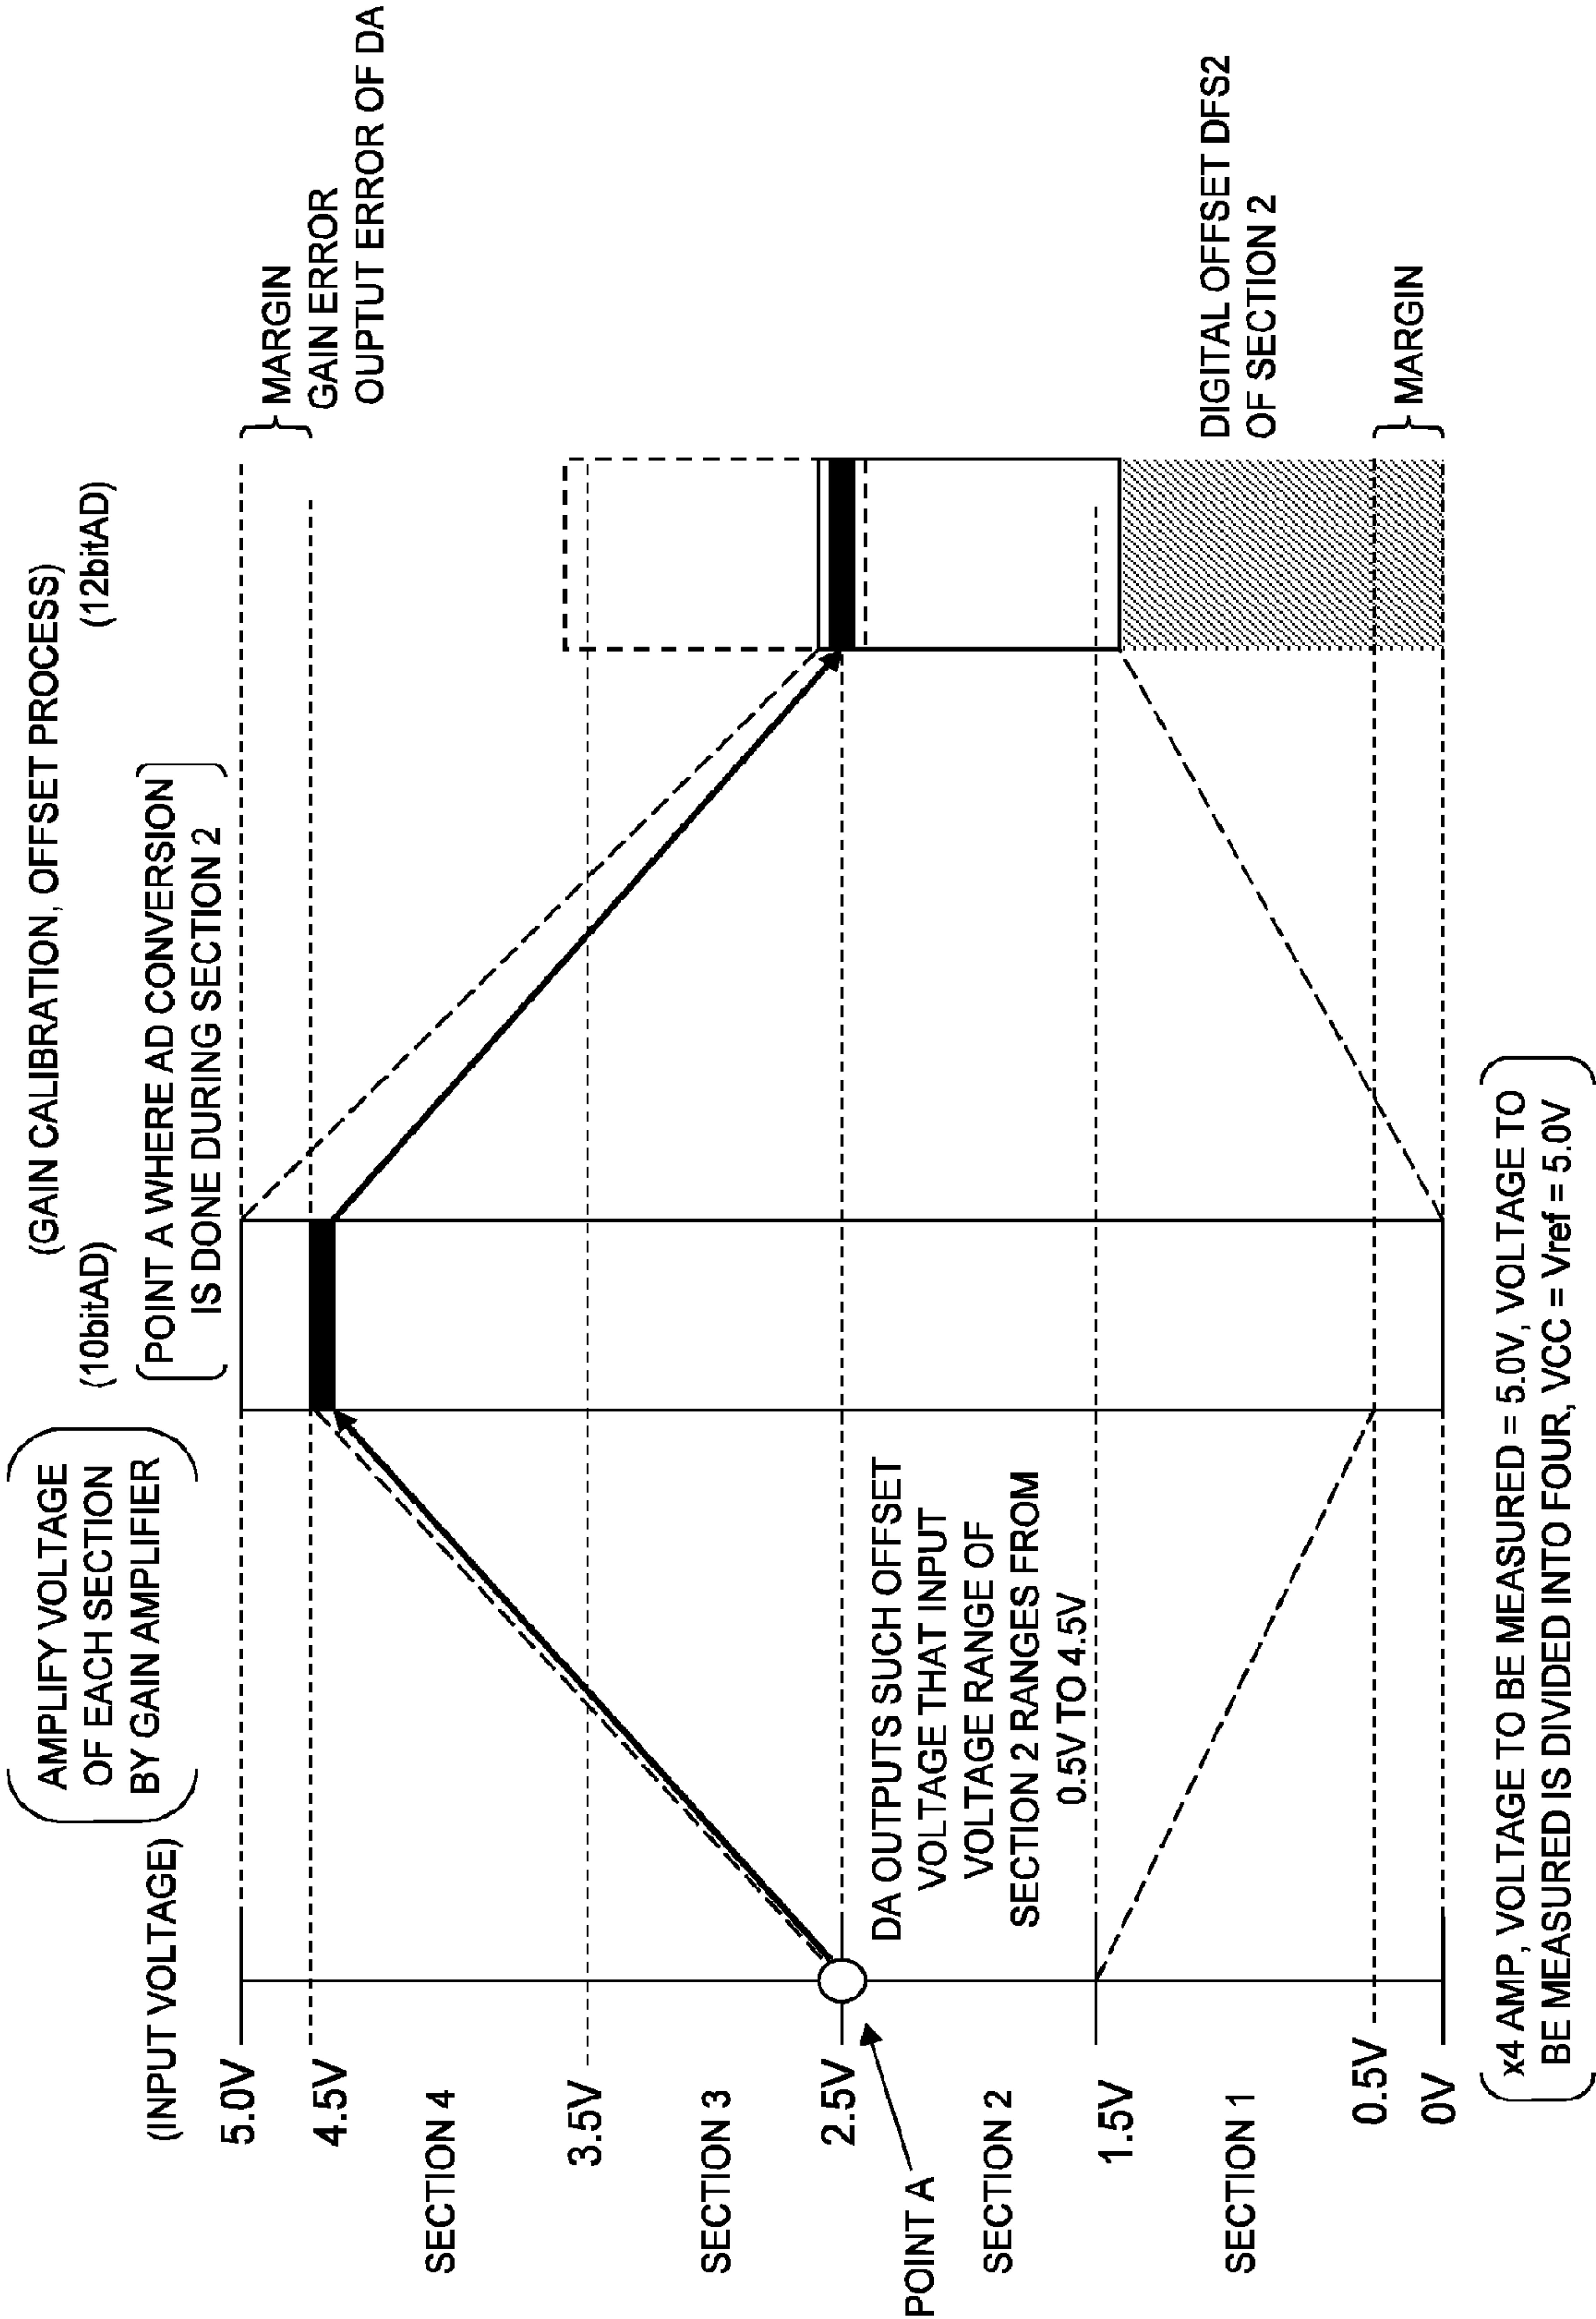 (INPUT VOLTAGE)
AMPLIFY VOLTAGE
OF EACH SECTION
BY GAIN AMPLIFIER
(GAIN CALIBRATION, OFFSET PROCESS)
(10bitAD)
(12bitAD)
POINT A WHERE AD CONVERSION
IS DONE DURING SECTION 2
5.0V
4.5V
SECTION 4
3.5V
SECTION 3
2.5V
POINT A
SECTION 2
1.5V
SECTION 1
0.5V
0V
DA OUTPUTS SUCH OFFSET
VOLTAGE THAT INPUT
VOLTAGE RANGE OF
SECTION 2 RANGES FROM
0.5V TO 4.5V
MARGIN
GAIN ERROR
OUPTUT ERROR OF DA
DIGITAL OFFSET DFS2
OF SECTION 2
MARGIN
x4 AMP, VOLTAGE TO BE MEASURED = 5.0V, VOLTAGE TO
BE MEASURED IS DIVIDED INTO FOUR, VCC = Vref = 5.0V